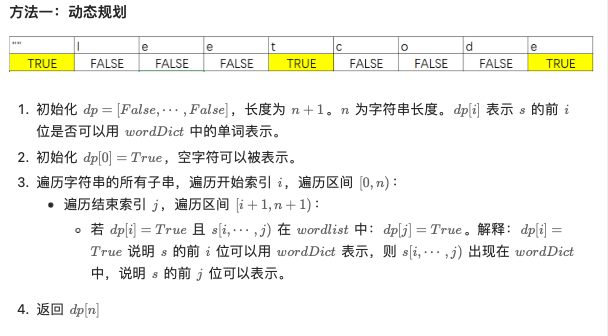 方法一：动态规划
"" l e e t c o d e
TRUE FALSE FALSE FALSE TRUE FALSE FALSE FALSE TRUE
1. 初始化 dp = [False, ⋯ , False]，长度为 n + 1。n 为字符串长度。dp[i] 表示 s 的前 i
位是否可以用 wordDict 中的单词表示。
2. 初始化 dp[0] = True，空字符可以被表示。
3. 遍历字符串的所有子串，遍历开始索引 i，遍历区间 [0, n)：
• 遍历结束索引 j，遍历区间 [i + 1, n + 1)：
◦ 若 dp[i] = True 且 s[i, ⋯ , j) 在 wordlist 中：dp[j] = True。解释：dp[i] =
True 说明 s 的前 i 位可以用 wordDict 表示，则 s[i, ⋯ , j) 出现在 wordDict
中，说明 s 的前 j 位可以表示。
4. 返回 dp[n]